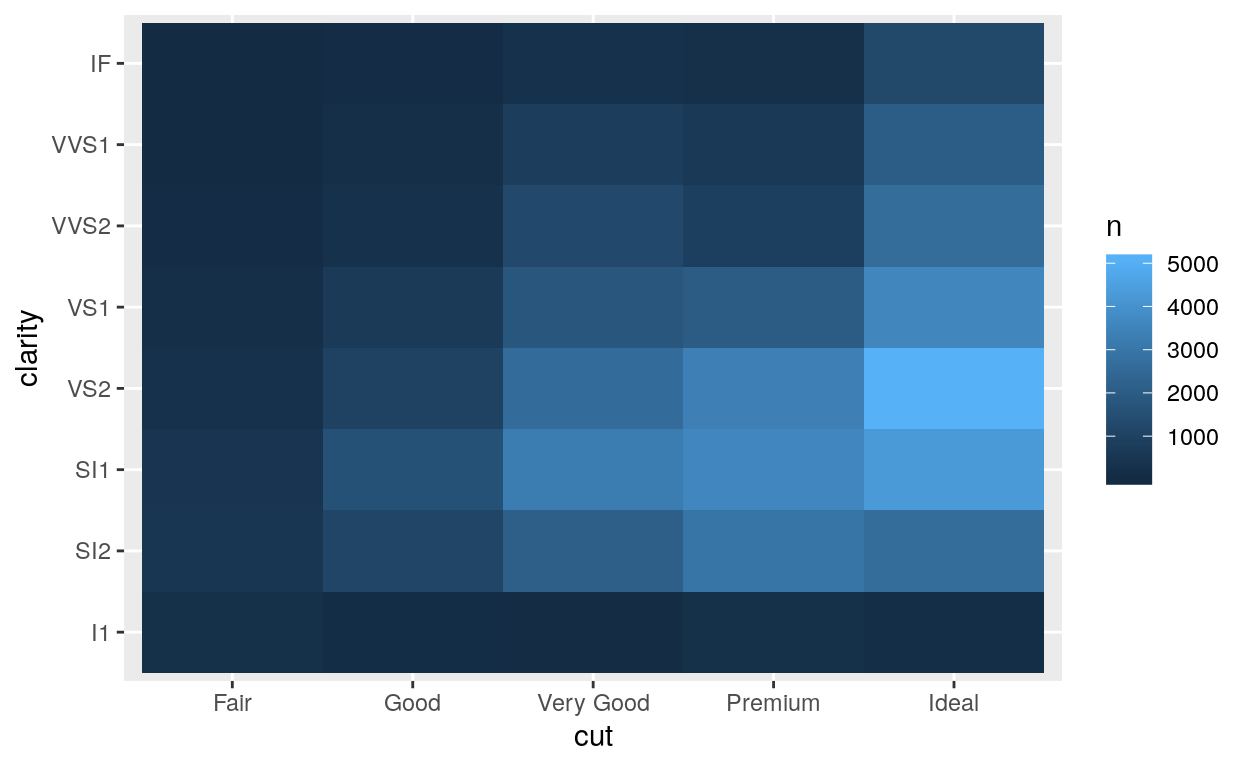 IF
VVS1
VVS2
VS1
VS2
SI1
SI2
I1
clarity
Fair Good Very Good Premium Ideal
cut
n
5000
4000
3000
2000
1000